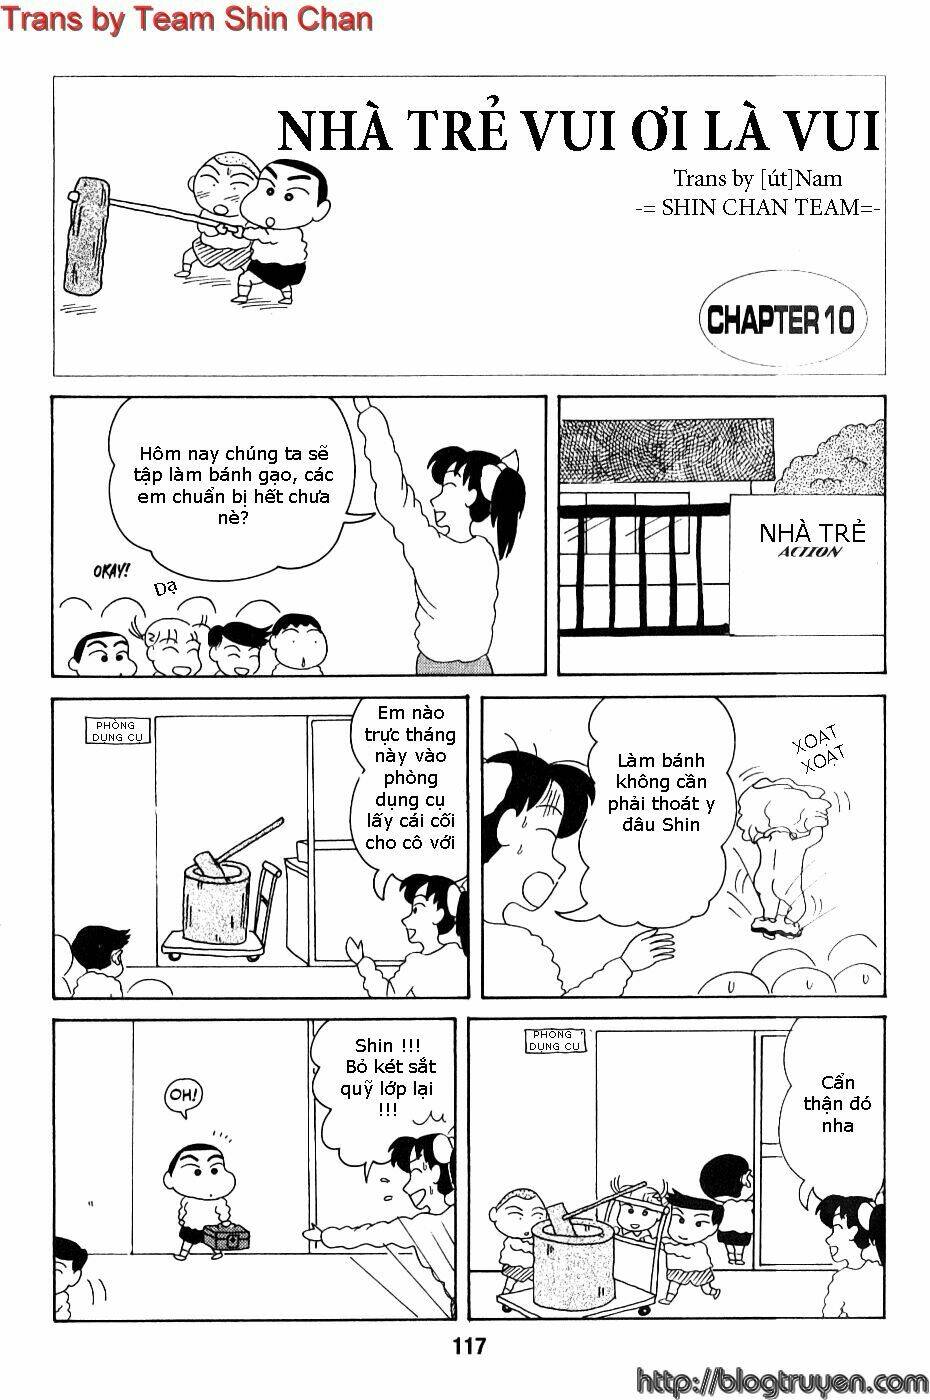 Trans by Team Shin Chan
NHÀ TRẺ VUI ƠI LÀ VUI
Trans by [út]Nam
-= SHIN CHAN TEAM=-
CHAPTER 10
Hôm nay chúng ta sẽ
tập làm bánh gạo, các
em chuẩn bị hết chưa
nè?
OKAY!
Dạ
NHÀ TRẺ
ACTION
PHÒNG
DỤNG CỤ
Em nào
trực tháng
này vào
phòng
dụng cụ
lấy cái cối
cho cô với
Làm bánh
không cần
phải thoát y
đâu Shin
XOẠT
XOẠT
OH!
Shin !!!
Bỏ két sắt
quỹ lớp lại
!!!
PHÒNG
DỤNG CỤ
Cẩn
thận đó
nha
117
http://blogtruyen.com